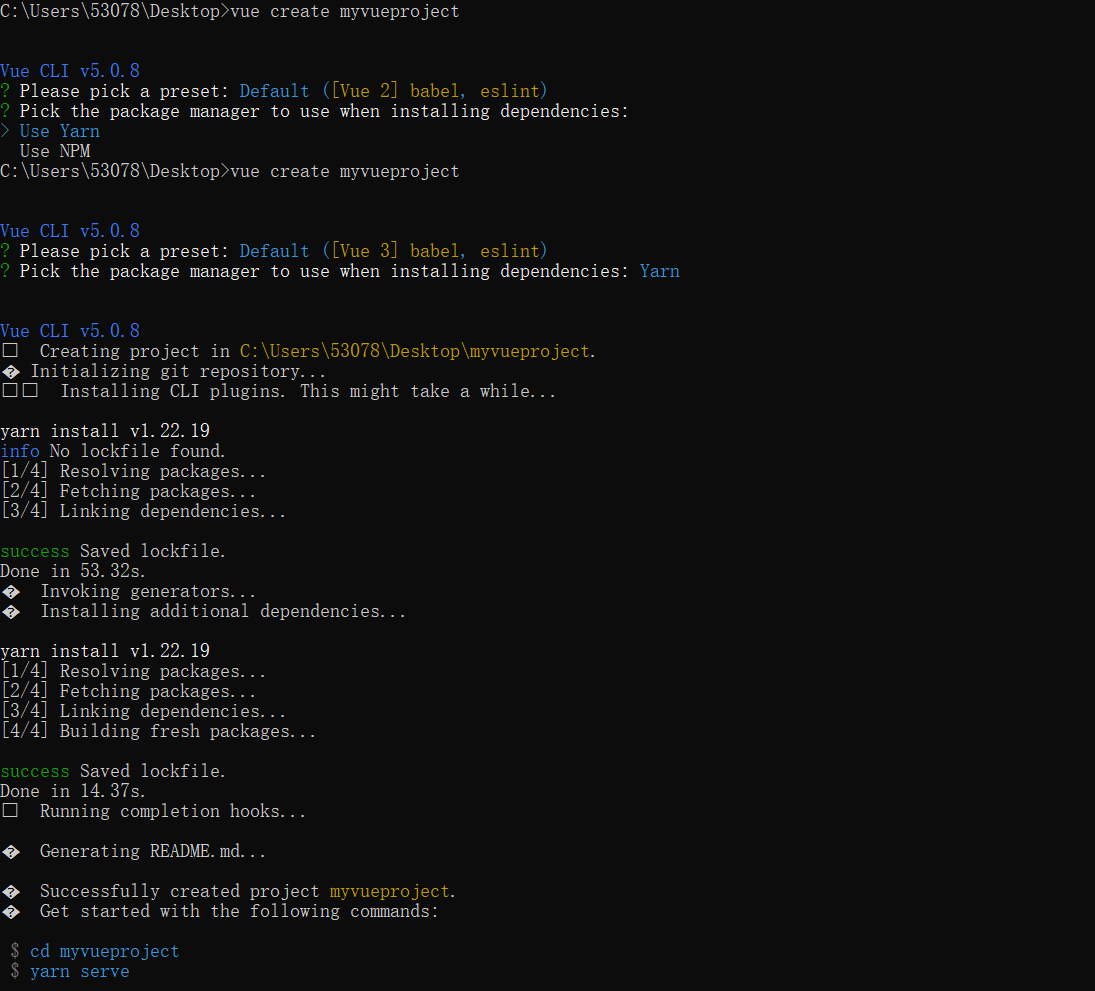 C:\Users\53078\Desktop>vue create myvueproject
Vue CLI v5.0.8
? Please pick a preset: Default ([Vue 2] babel, eslint)
? Pick the package manager to use when installing dependencies:
> Use Yarn
Use NPM
C:\Users\53078\Desktop>vue create myvueproject
Vue CLI v5.0.8
? Please pick a preset: Default ([Vue 3] babel, eslint)
? Pick the package manager to use when installing dependencies: Yarn
Vue CLI v5.0.8
□  Creating project in C:\Users\53078\Desktop\myvueproject.
� Initializing git repository...
□□  Installing CLI plugins. This might take a while...
yarn install v1.22.19
info No lockfile found.
[1/4] Resolving packages...
[2/4] Fetching packages...
[3/4] Linking dependencies...
success Saved lockfile.
Done in 53.32s.
�  Invoking generators...
�  Installing additional dependencies...
yarn install v1.22.19
[1/4] Resolving packages...
[2/4] Fetching packages...
[3/4] Linking dependencies...
[4/4] Building fresh packages...
success Saved lockfile.
Done in 14.37s.
□  Running completion hooks...
�  Generating README.md...
�  Successfully created project myvueproject.
�  Get started with the following commands:
$ cd myvueproject
$ yarn serve